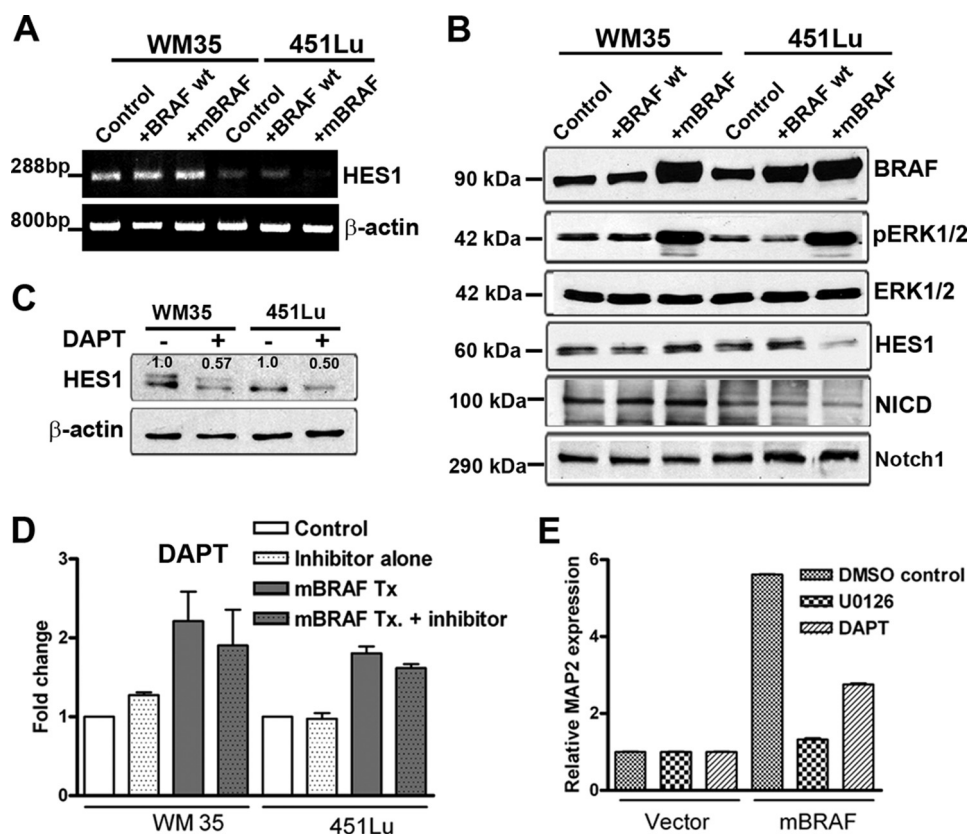 A
WM35 451Lu
Control +BRAF wt +mBRAF Control +BRAF wt +mBRAF
288bp HES1
800bp β-actin
B
WM35 451Lu
Control +BRAF wt +mBRAF Control +BRAF wt +mBRAF
90 kDa BRAF
42 kDa pERK1/2
42 kDa ERK1/2
60 kDa HES1
100 kDa NICD
290 kDa Notch1
C
WM35 451Lu
DAPT - + - +
1.0 0.57 1.0 0.50
HES1
β-actin
D
DAPT
Control
Inhibitor alone
mBRAF Tx
mBRAF Tx. + inhibitor
Fold change
3
2
1
0
WM 35 451Lu
E
DMSO control
U0126
DAPT
Relative MAP2 expression
6
4
2
0
Vector mBRAF